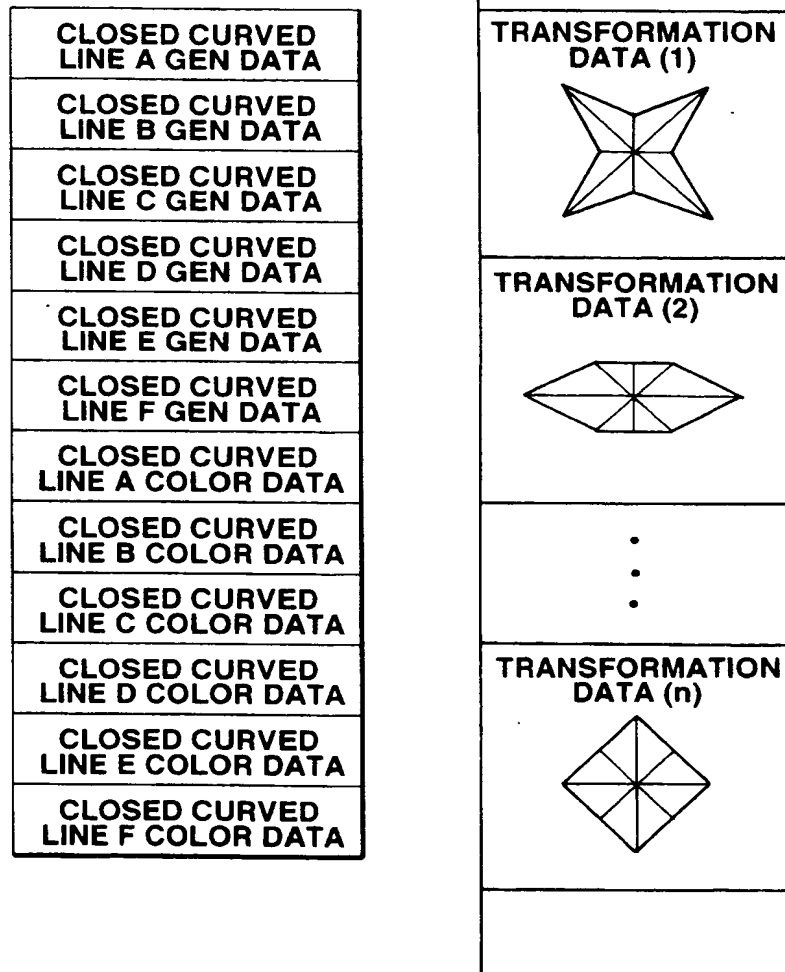 CLOSED CURVED
LINE A GEN DATA
CLOSED CURVED
LINE B GEN DATA
CLOSED CURVED
LINE C GEN DATA
CLOSED CURVED
LINE D GEN DATA
CLOSED CURVED
LINE E GEN DATA
CLOSED CURVED
LINE F GEN DATA
CLOSED CURVED
LINE A COLOR DATA
CLOSED CURVED
LINE B COLOR DATA
CLOSED CURVED
LINE C COLOR DATA
CLOSED CURVED
LINE D COLOR DATA
CLOSED CURVED
LINE E COLOR DATA
CLOSED CURVED
LINE F COLOR DATA
TRANSFORMATION
DATA (1)
TRANSFORMATION
DATA (2)
TRANSFORMATION
DATA (n)